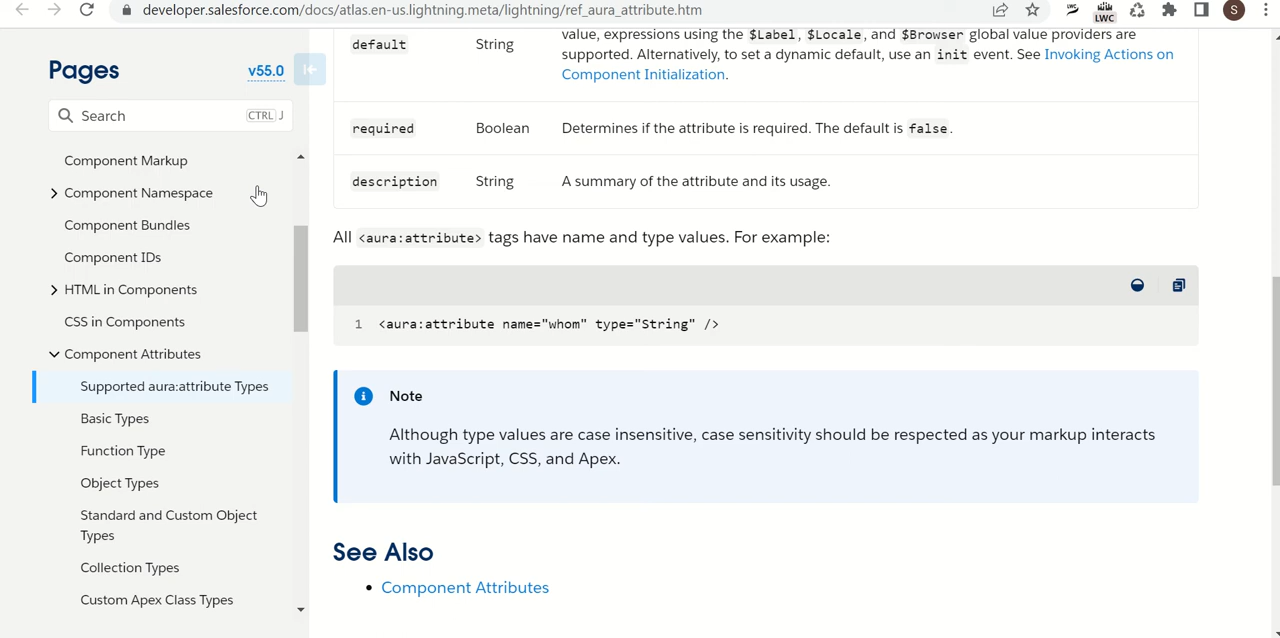 developer.salesforce.com/docs/atlas.en-us.lightning.meta/lightning/ref_aura_attribute.htm
LWC
S
Pages
v55.0
Search
CTRL J
Component Markup
Component Namespace
Component Bundles
Component IDs
HTML in Components
CSS in Components
Component Attributes
Supported aura:attribute Types
Basic Types
Function Type
Object Types
Standard and Custom Object
Types
Collection Types
Custom Apex Class Types
default String value, expressions using the $Label, $Locale, and $Browser global value providers are
supported. Alternatively, to set a dynamic default, use an init event. See Invoking Actions on
Component Initialization.
required Boolean Determines if the attribute is required. The default is false.
description String A summary of the attribute and its usage.
All <aura:attribute> tags have name and type values. For example:
1 <aura:attribute name="whom" type="String" />
Note
Although type values are case insensitive, case sensitivity should be respected as your markup interacts
with JavaScript, CSS, and Apex.
See Also
Component Attributes